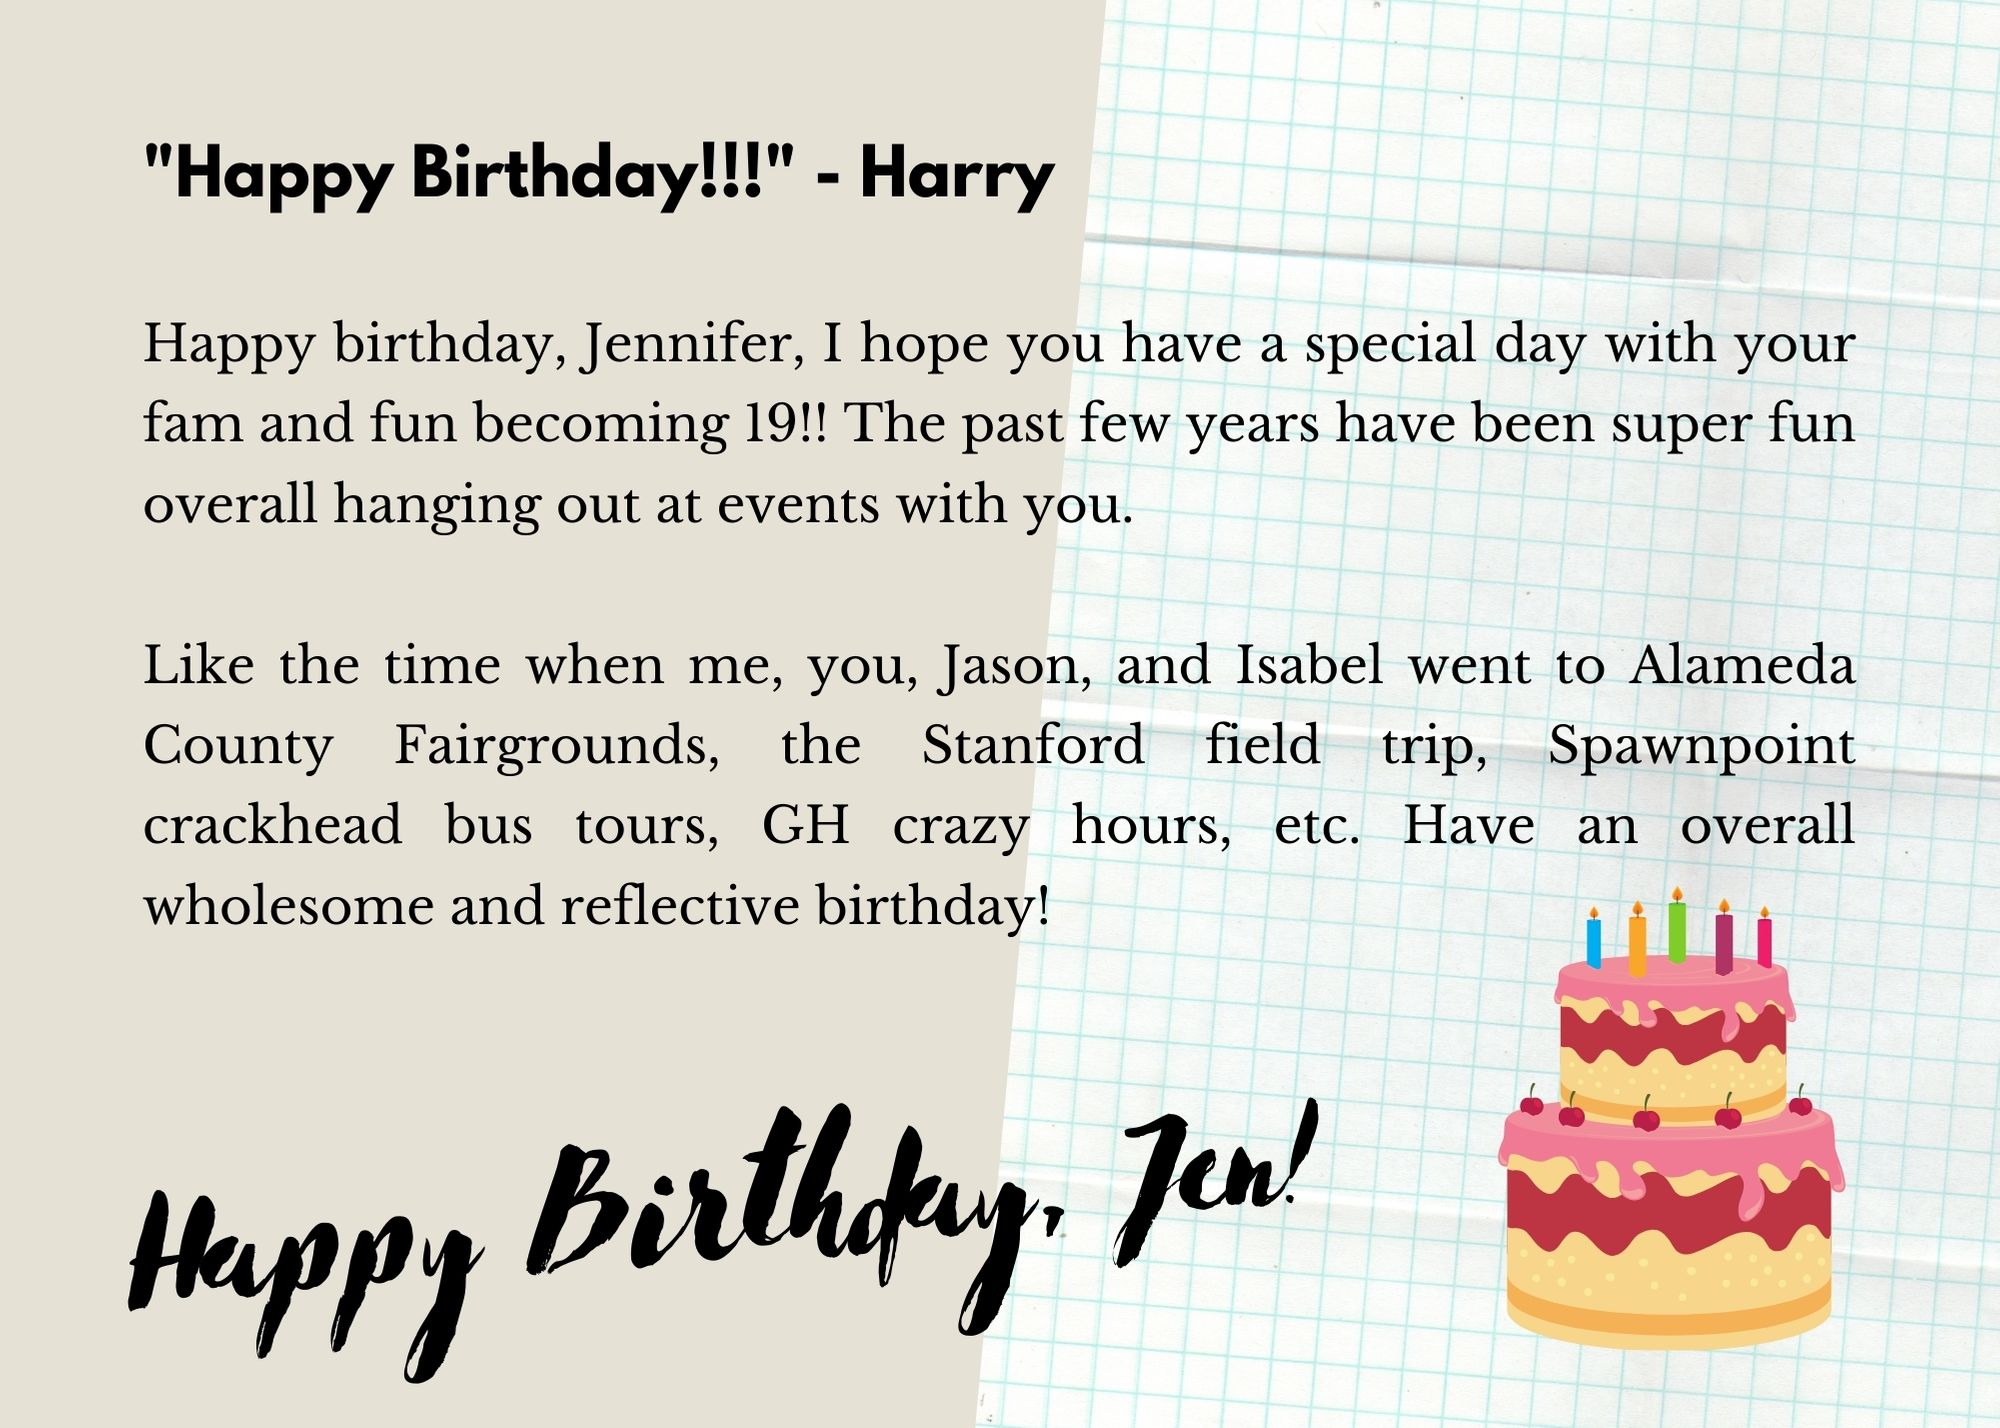 "Happy Birthday!!!" - Harry
Happy birthday, Jennifer, I hope you have a special day with your
fam and fun becoming 19!! The past few years have been super fun
overall hanging out at events with you.
Like the time when me, you, Jason, and Isabel went to Alameda
County Fairgrounds, the Stanford field trip, Spawnpoint
crackhead bus tours, GH crazy hours, etc. Have an overall
wholesome and reflective birthday!
Happy Birthday, Jen!